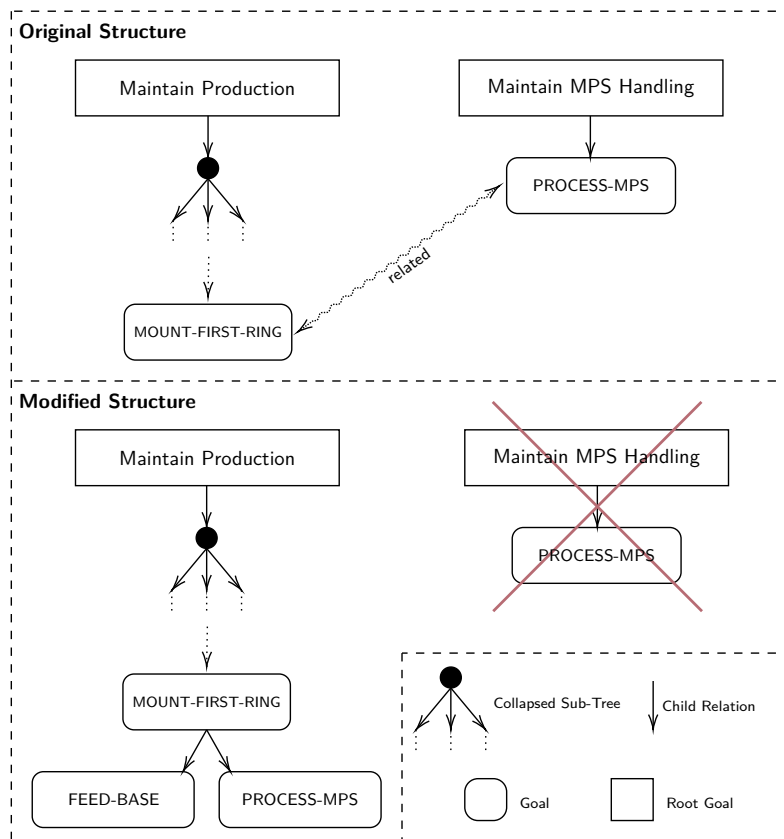 Original Structure
Maintain Production
Maintain MPS Handling
PROCESS-MPS
related
MOUNT-FIRST-RING
Modified Structure
Maintain Production
Maintain MPS Handling
PROCESS-MPS
MOUNT-FIRST-RING
FEED-BASE
PROCESS-MPS
Collapsed Sub-Tree
Child Relation
Goal
Root Goal